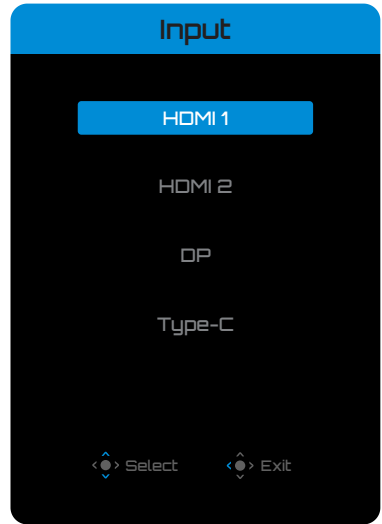 Input
HDMI 1
HDMI 2
DP
Type-C
Select Exit